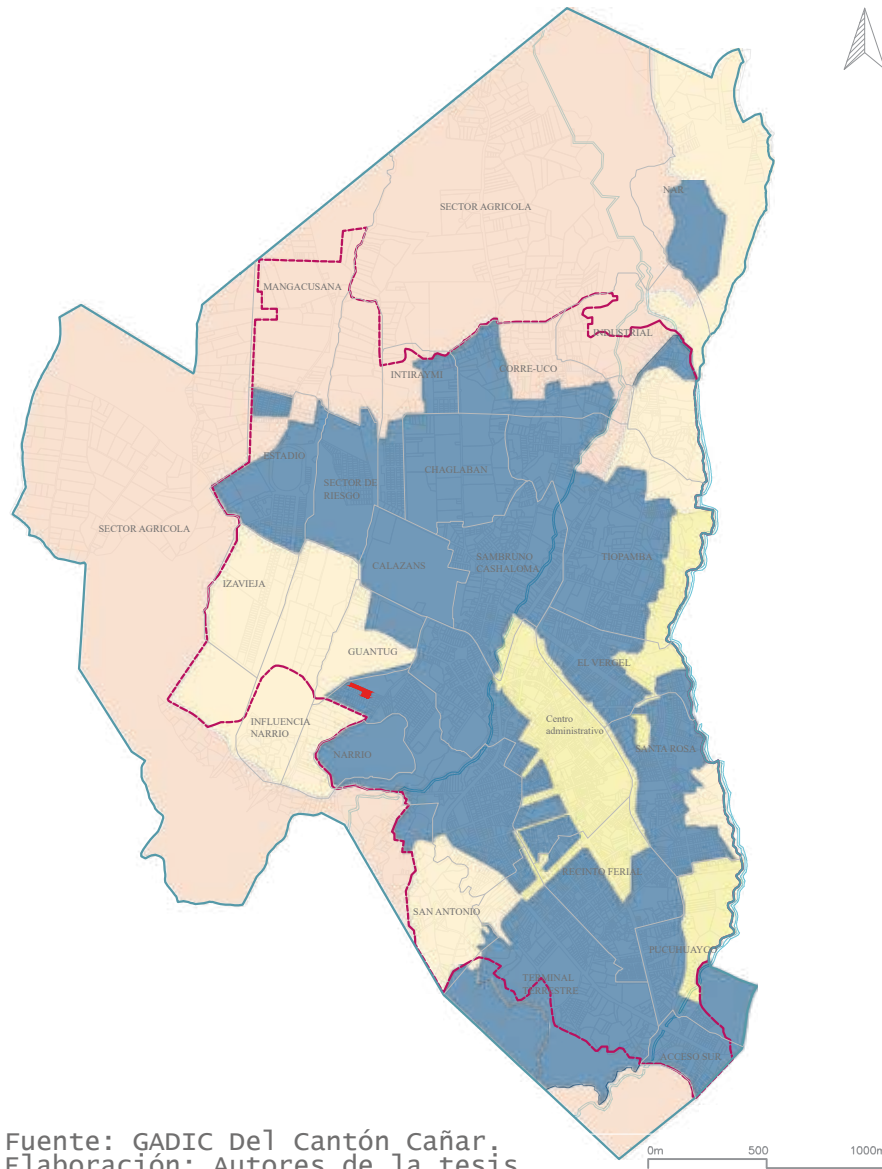 NAR
SECTOR AGRICOLA
MANGACUSANA
INDUSTRIAL
INTIRAYMI
CORRE-UCO
ESTADIO
CHAGLABAN
SECTOR DE
RIESGO
SECTOR AGRICOLA
SAMBRUNO
CASHALOMA
TIOPAMBA
CALAZANS
IZAVIEJA
GUANTUG
EL VERGEL
INFLUENCIA
NARRIO
Centro
administrativo
NARRIO
SANTA ROSA
RECINTO FERIAL
SAN ANTONIO
PUCUHUAYCO
TERMINAL
TERRESTRE
ACCESO SUR
Fuente: GADIC Del Cantón Cañar.
Elaboración: Autores de la tesis
0m 500 1000m